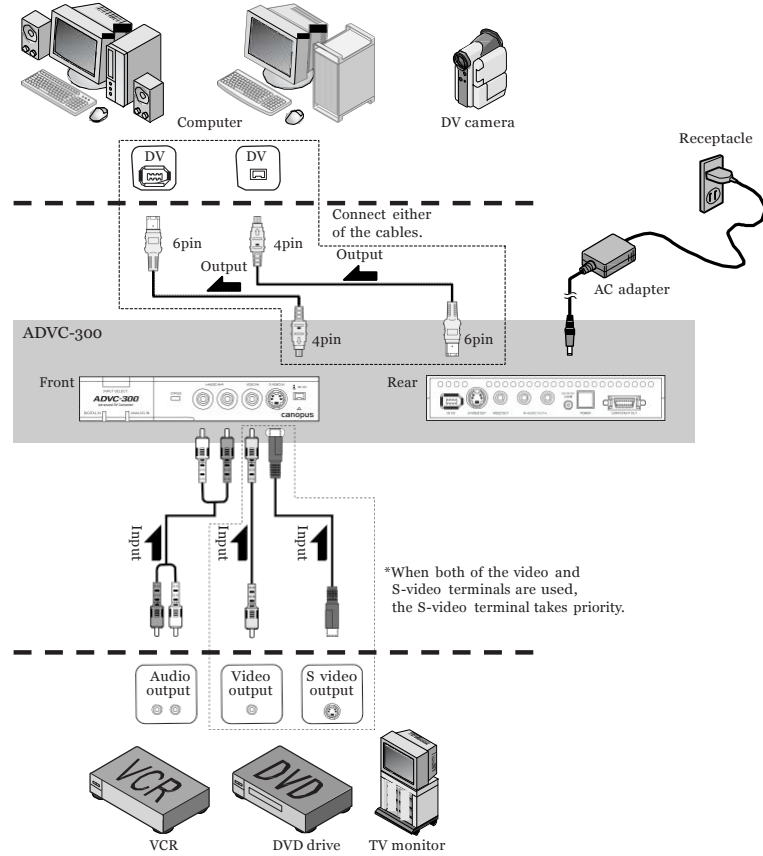 Computer
DV camera
Receptacle
DV
DV
Connect either
of the cables.
6pin
4pin
Output
Output
AC adapter
ADVC-300
4pin
6pin
Front
Rear
INPUT SELECT
ADVC-300
canopus
Input
Input
Input
*When both of the video and
S-video terminals are used,
the S-video terminal takes priority.
Audio
output
Video
output
S video
output
VCR
DVD
VCR
DVD drive
TV monitor